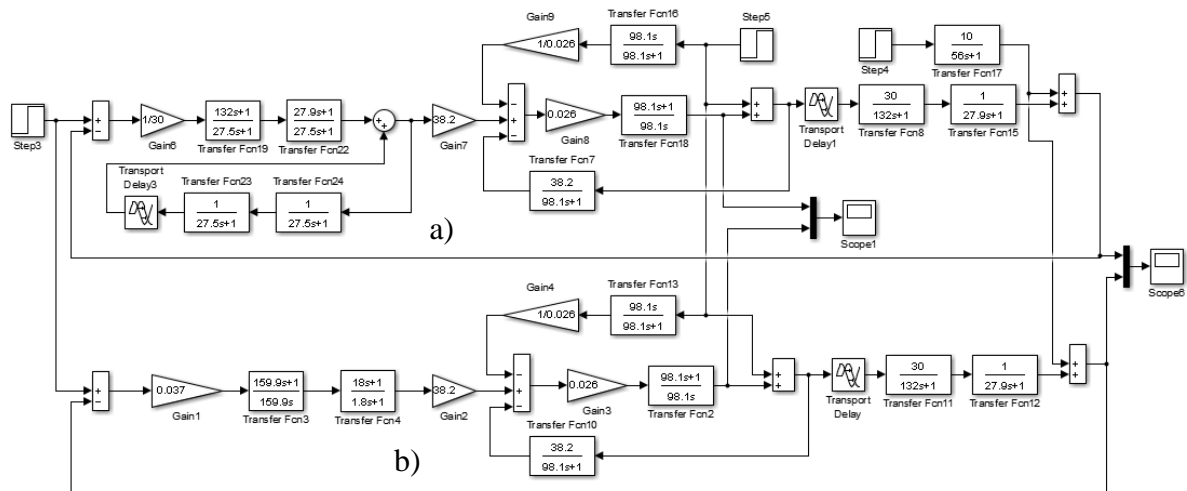 Gain9
Transfer Fcn16
Step5
1/0.026
98.1s
98.1s+1
10
56s+1
Step4
Transfer Fcn17
Step3
1/30
Gain6
132s+1
27.5s+1
Transfer Fcn19
27.9s+1
27.5s+1
Transfer Fcn22
38.2
Gain7
0.026
Gain8
98.1s+1
98.1s
Transfer Fcn18
Transport
Delay1
30
132s+1
Transfer Fcn8
1
27.9s+1
Transfer Fcn15
Transport
Delay3
Transfer Fcn23
1
27.5s+1
Transfer Fcn24
1
27.5s+1
Transfer Fcn7
38.2
98.1s+1
a)
Scope1
Scope6
Gain4
1/0.026
Transfer Fcn13
98.1s
98.1s+1
0.037
Gain1
159.9s+1
159.9s
Transfer Fcn3
18s+1
1.8s+1
Transfer Fcn4
38.2
Gain2
0.026
Gain3
98.1s+1
98.1s
Transfer Fcn2
Transport
Delay
30
132s+1
Transfer Fcn11
1
27.9s+1
Transfer Fcn12
Transfer Fcn10
38.2
98.1s+1
b)